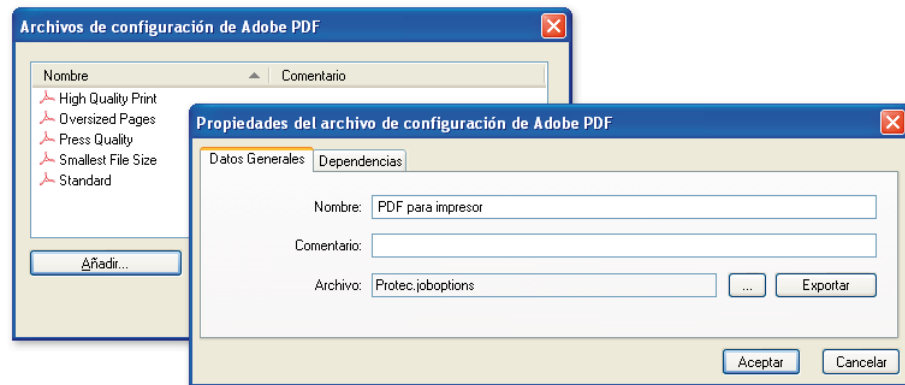 Archivos de configuración de Adobe PDF
Nombre Comentario
High Quality Print
Oversized Pages
Press Quality
Smallest File Size
Standard
Añadir...
Propiedades del archivo de configuración de Adobe PDF
Datos Generales Dependencias
Nombre: PDF para impresor
Comentario:
Archivo: Protec.joboptions ... Exportar
Aceptar Cancelar